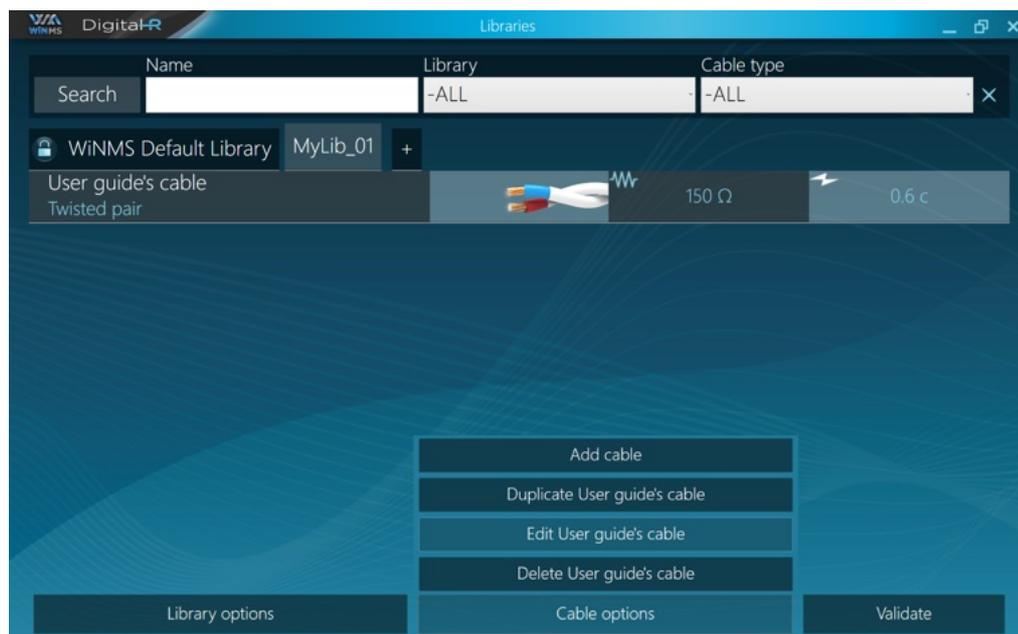 WiNMS
Digital-R
Libraries
Name
Library
Cable type
Search
-ALL
-ALL
WiNMS Default Library
MyLib_01
+
User guide's cable
Twisted pair
150 Ω
0.6 c
Add cable
Duplicate User guide's cable
Edit User guide's cable
Delete User guide's cable
Library options
Cable options
Validate